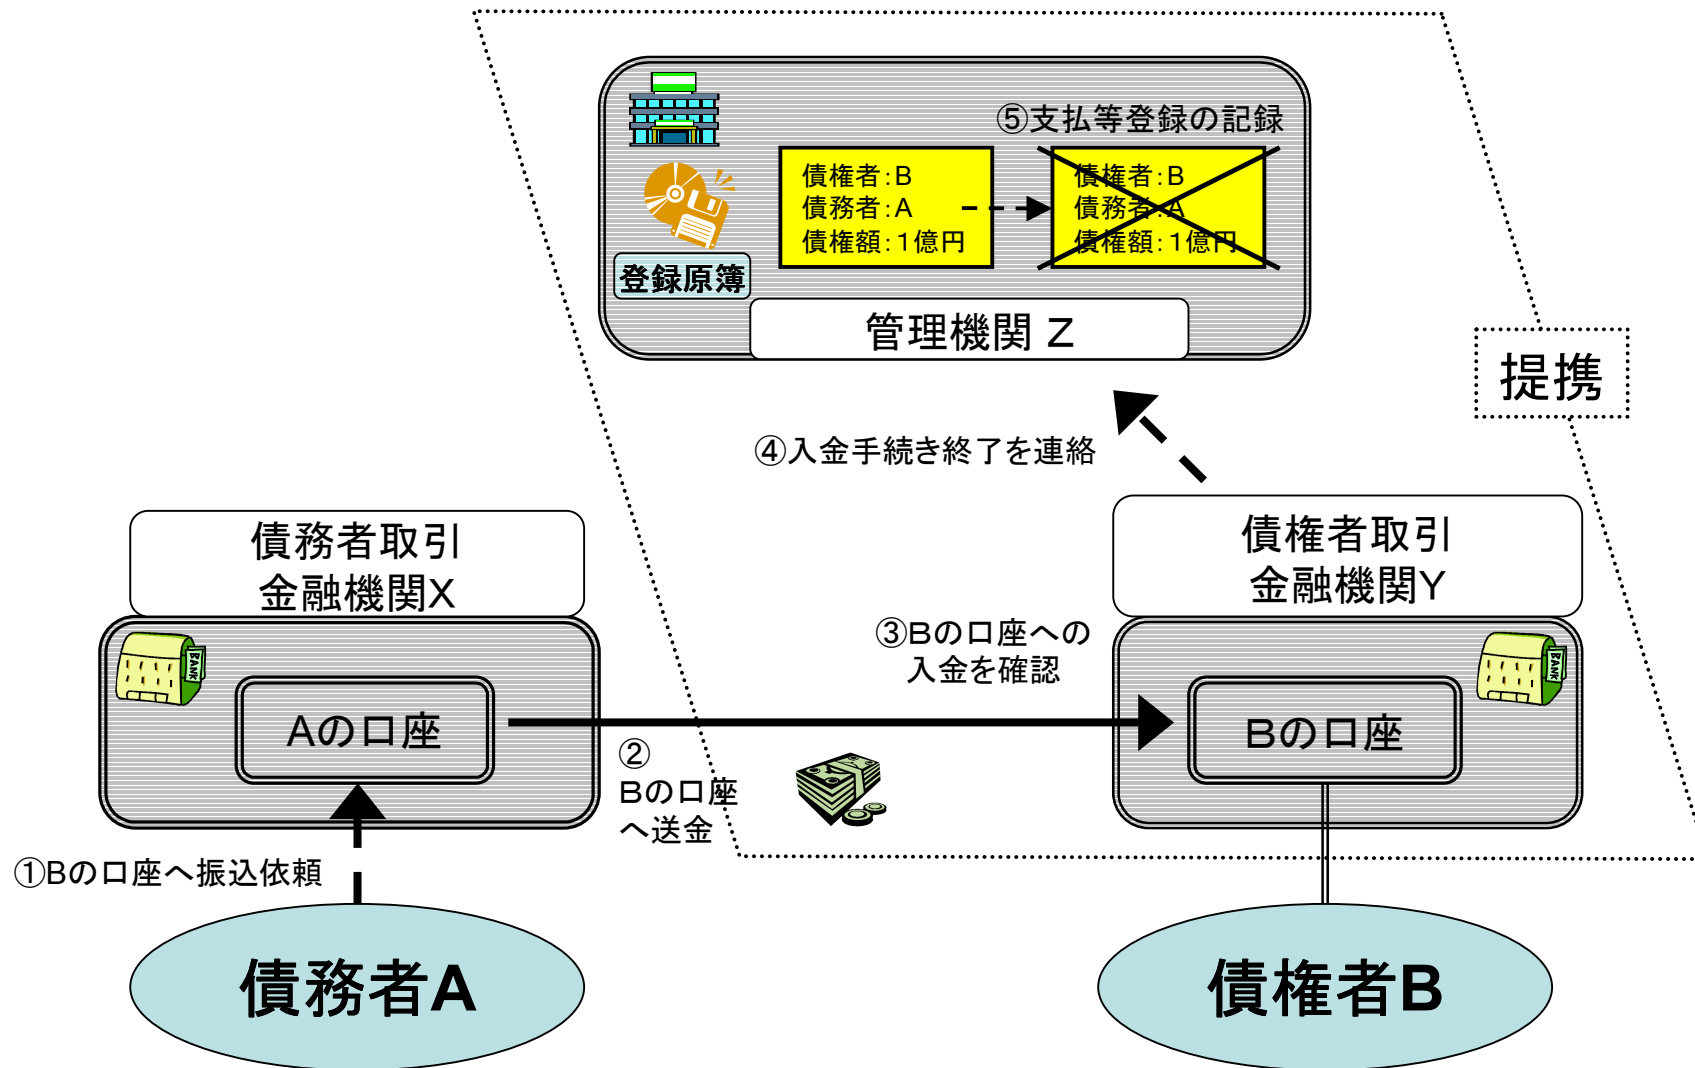 ⑤支払等登録の記録
債権者:B
債務者:A
債権額:1億円
債権者:B
債務者:A
債権額:1億円
登録原簿
管理機関 Z
提携
④入金手続き終了を連絡
債務者取引
金融機関X
債権者取引
金融機関Y
③Bの口座への
入金を確認
BANK
BANK
Aの口座
Bの口座
②
Bの口座
へ送金
①Bの口座へ振込依頼
債務者A
債権者B